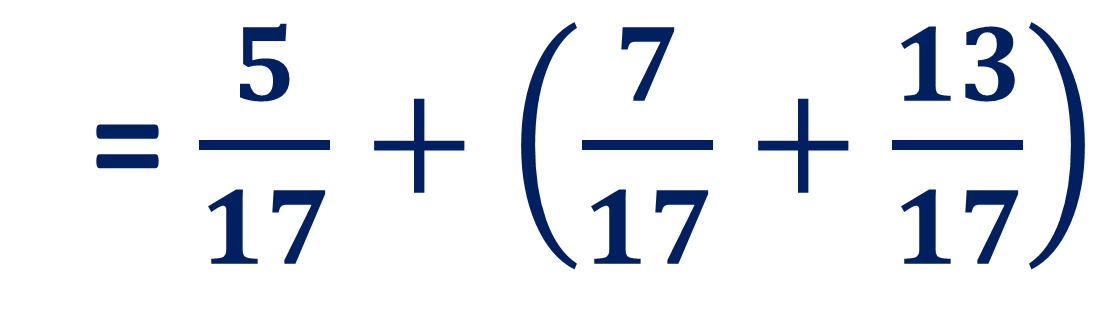 = 5/17 + (7/17 + 13/17)